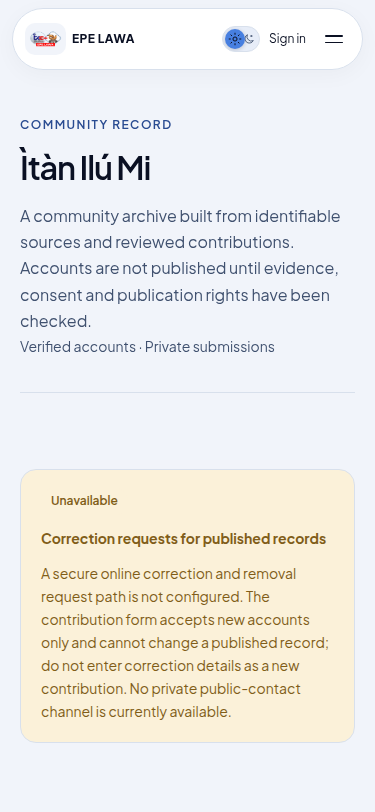 EPE LAWA
Sign in
COMMUNITY RECORD
Ìtàn Ilú Mi
A community archive built from identifiable
sources and reviewed contributions.
Accounts are not published until evidence,
consent and publication rights have been
checked.
Verified accounts · Private submissions
Unavailable
Correction requests for published records
A secure online correction and removal
request path is not configured. The
contribution form accepts new accounts
only and cannot change a published record;
do not enter correction details as a new
contribution. No private public-contact
channel is currently available.